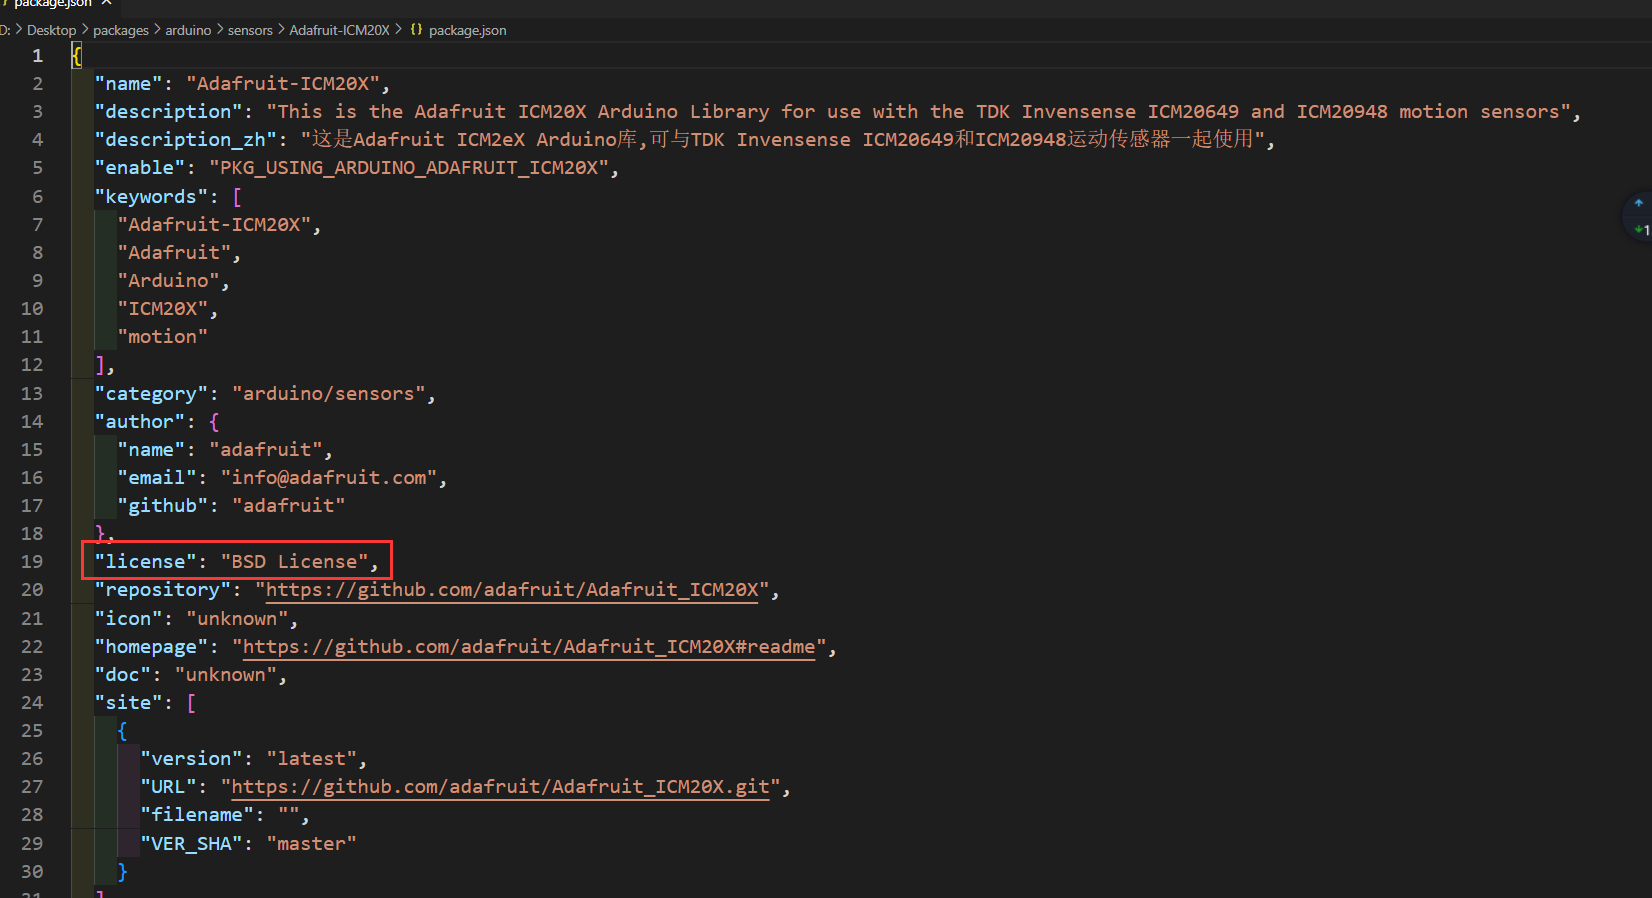 package.json ×
D: > Desktop > packages > arduino > sensors > Adafruit-ICM20X > {} package.json
1 {
2 "name": "Adafruit-ICM20X",
3 "description": "This is the Adafruit ICM20X Arduino Library for use with the TDK Invensense ICM20649 and ICM20948 motion sensors",
4 "description_zh": "这是Adafruit ICM2eX Arduino库,可与TDK Invensense ICM20649和ICM20948运动传感器一起使用",
5 "enable": "PKG_USING_ARDUINO_ADAFRUIT_ICM20X",
6 "keywords": [
7 "Adafruit-ICM20X",
8 "Adafruit",
9 "Arduino",
10 "ICM20X",
11 "motion"
12 ],
13 "category": "arduino/sensors",
14 "author": {
15 "name": "adafruit",
16 "email": "info@adafruit.com",
17 "github": "adafruit"
18 },
19 "license": "BSD License",
20 "repository": "https://github.com/adafruit/Adafruit_ICM20X",
21 "icon": "unknown",
22 "homepage": "https://github.com/adafruit/Adafruit_ICM20X#readme",
23 "doc": "unknown",
24 "site": [
25 {
26 "version": "latest",
27 "URL": "https://github.com/adafruit/Adafruit_ICM20X.git",
28 "filename": "",
29 "VER_SHA": "master"
30 }
31 ]